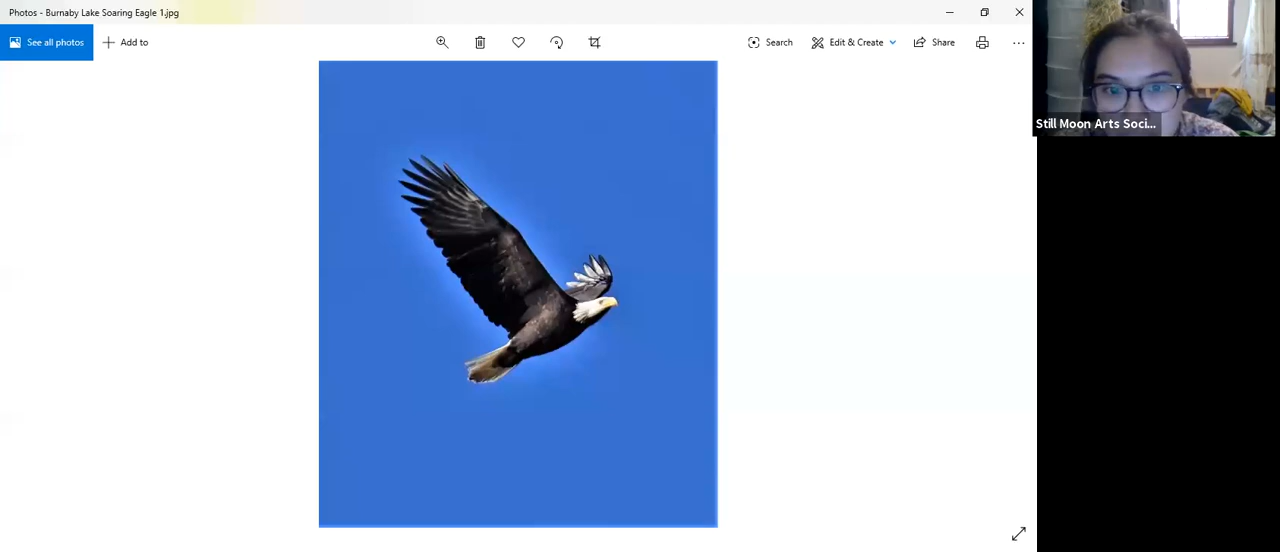 Photos - Burnaby Lake Soaring Eagle 1.jpg
See all photos
Add to
Search
Edit & Create
Share
Still Moon Arts Soci...